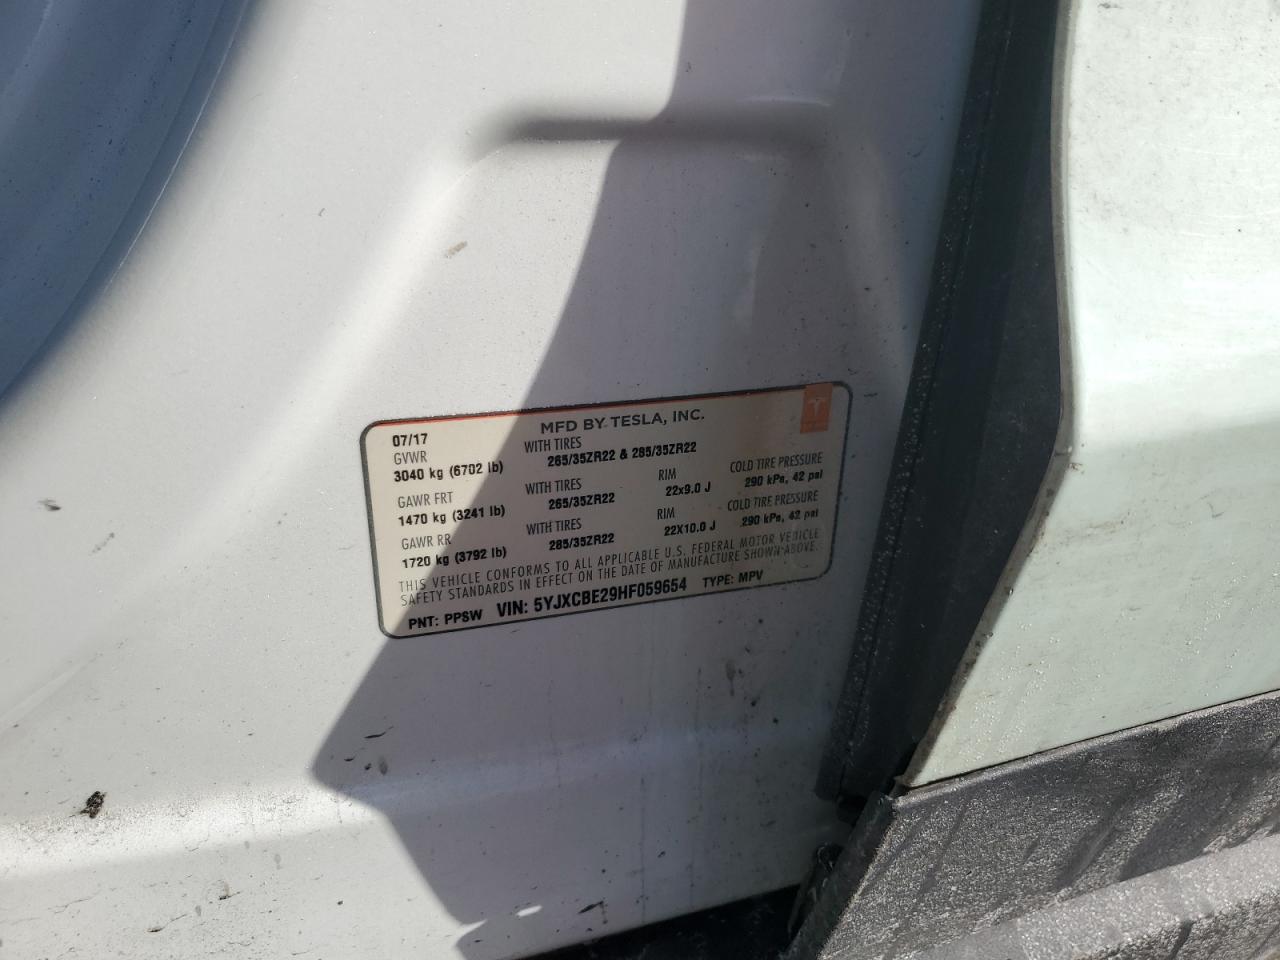 MFD BY TESLA, INC.
07/17
GVWR WITH TIRES
3040 kg (6702 lb) 265/35ZR22 & 285/35ZR22
GAWR FRT WITH TIRES RIM COLD TIRE PRESSURE
1470 kg (3241 lb) 265/35ZR22 22x9.0 J 290 kPa, 42 psi
GAWR RR WITH TIRES RIM COLD TIRE PRESSURE
1720 kg (3792 lb) 285/35ZR22 22X10.0 J 290 kPa, 42 psi
THIS VEHICLE CONFORMS TO ALL APPLICABLE U.S. FEDERAL MOTOR VEHICLE
SAFETY STANDARDS IN EFFECT ON THE DATE OF MANUFACTURE SHOWN ABOVE.
PNT: PPSW VIN: 5YJXCBE29HF059654 TYPE: MPV